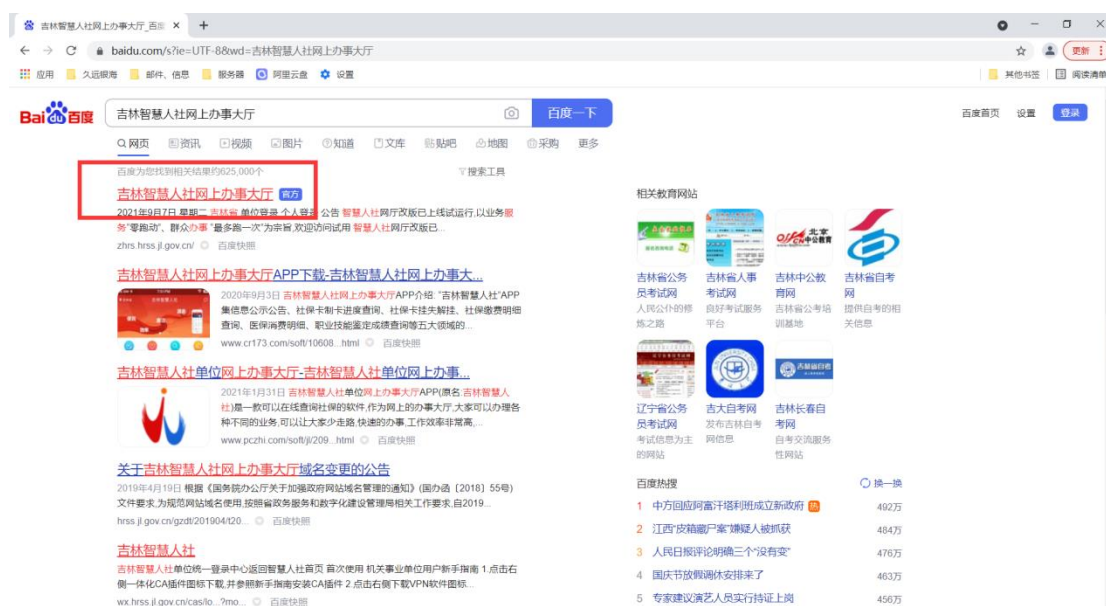 吉林智慧人社网上办事大厅_百度
baidu.com/s?ie=UTF-8&wd=吉林智慧人社网上办事大厅
更新
应用 久远银海 邮件、信息 服务器 阿里云盘 设置 其他书签 阅读清单
Bai du 百度 吉林智慧人社网上办事大厅 百度一下 百度首页 设置 登录
网页 资讯 视频 图片 知道 文库 贴吧 地图 采购 更多
百度为您找到相关结果约625,000个 搜索工具
吉林智慧人社网上办事大厅 官方
2021年9月7日 星期二 吉林省 单位登录 个人登录 公告 智慧人社网厅改版已上线试运行,以业务服
务"零跑动"、群众办事 "最多跑一次"为宗旨,欢迎访问试用 智慧人社网厅改版已...
zhrs.hrss.jl.gov.cn/ 百度快照
吉林智慧人社网上办事大厅APP下载-吉林智慧人社网上办事大...
2020年9月3日 吉林智慧人社网上办事大厅APP介绍: "吉林智慧人社"APP
集信息公示公告、社保卡制卡进度查询、社保卡挂失解挂、社保缴费明细
查询、医保消费明细、职业技能鉴定成绩查询等五大领域的...
www.cr173.com/soft/10608...html 百度快照
吉林智慧人社单位网上办事大厅-吉林智慧人社单位网上办事...
2021年1月31日 吉林智慧人社单位网上办事大厅APP(原名:吉林智慧人
社)是一款可以在线查询社保的软件,作为网上的办事大厅,大家可以办理各
种不同的业务,可以让大家少走路,快速的办事,工作效率非常高,...
www.pczhi.com/soft/jl/209...html 百度快照
关于吉林智慧人社网上办事大厅域名变更的公告
2019年4月19日 根据《国务院办公厅关于加强政府网站域名管理的通知》(国办函〔2018〕55号)
文件要求,为规范网站域名使用,按照省政务服务和数字化建设管理局相关工作要求,自2019...
hrss.jl.gov.cn/gzdt/201904/t20... 百度快照
吉林智慧人社
吉林智慧人社单位统一登录中心返回智慧人社首页 首次使用 机关事业单位用户新手指南 1.点击右
侧一体化CA插件图标下载,并参照新手指南安装CA插件 2.点击右侧下载VPN软件图标...
wx.hrss.jl.gov.cn/cas/lo...?mo... 百度快照
相关教育网站
吉林省公务员考试网
人民公仆的修炼之路
吉林省人事考试网
良好考试服务平台
北京
中公教育
吉林中公教育网
吉林省公考培训基地
吉林省自考网
提供自考的相关信息
辽宁省公务员考试网
考试信息为主的网站
吉大自考网
发布吉林自考网信息
吉林长春自考网
自考交流服务性网站
百度热搜 换一换
1 中方回应阿富汗塔利班成立新政府 热 492万
2 江西"皮箱藏尸案"嫌疑人被抓获 484万
3 人民日报评论明确三个"没有变" 476万
4 国庆节放假调休安排来了 463万
5 专家建议演艺人员实行持证上岗 456万